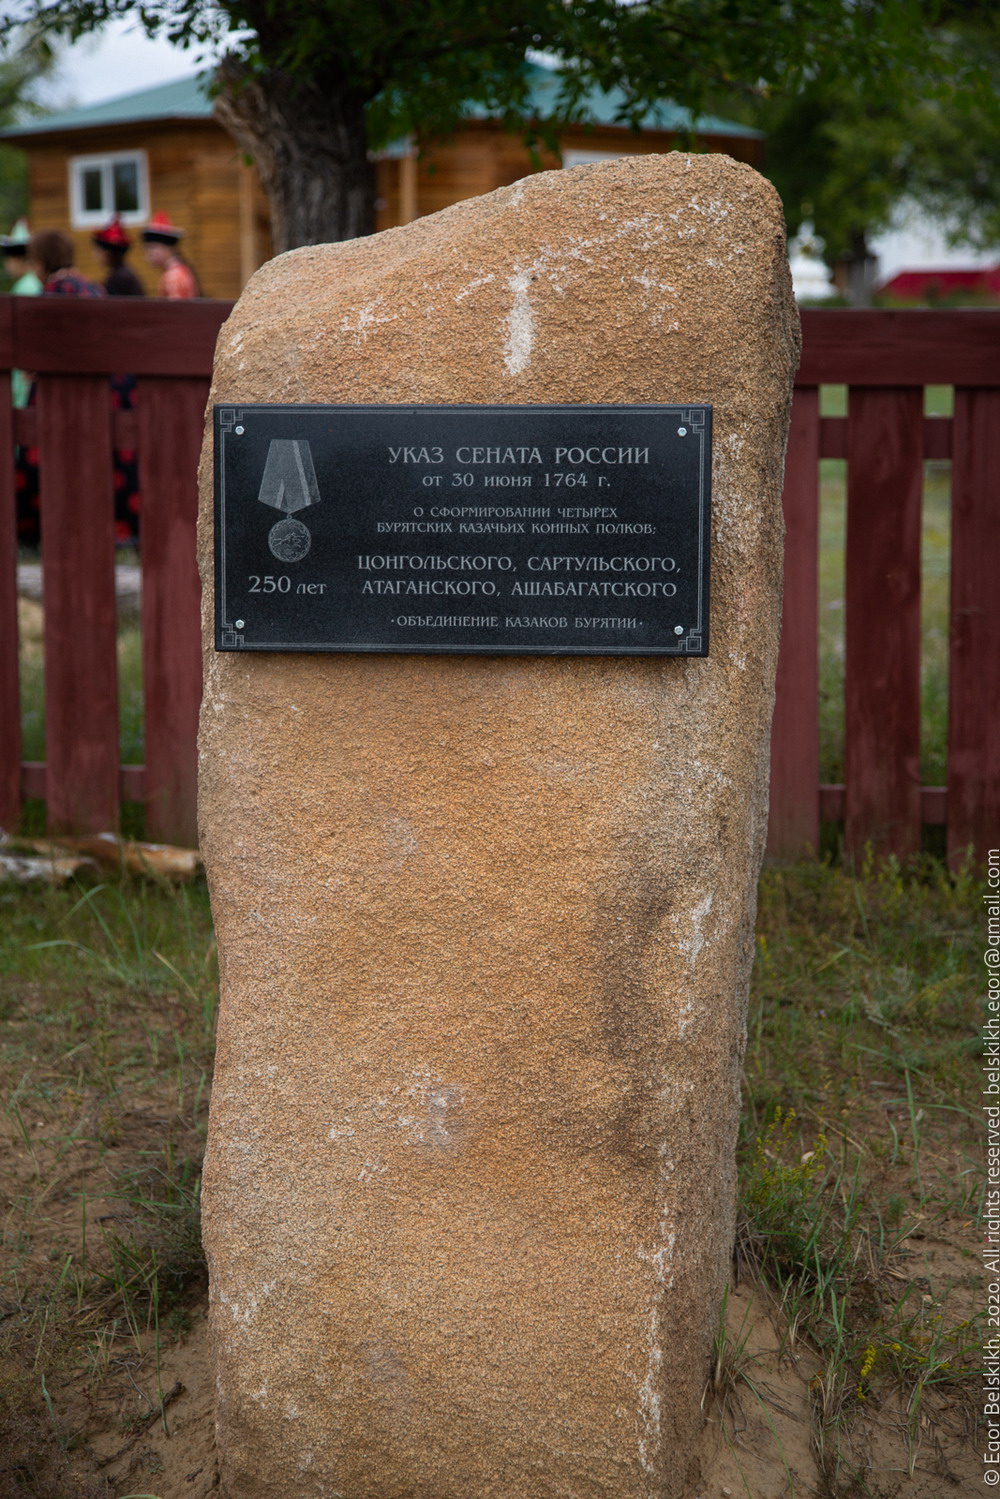 УКАЗ СЕНАТА РОССИИ
от 30 июня 1764 г.
О СФОРМИРОВАНИИ ЧЕТЫРЕХ
БУРЯТСКИХ КАЗАЧЬИХ КОННЫХ ПОЛКОВ:
ЦОНГОЛЬСКОГО, САРТУЛЬСКОГО,
АТАГАНСКОГО, АШАБАГАТСКОГО
250 лет
·ОБЪЕДИНЕНИЕ КАЗАКОВ БУРЯТИИ·
© Egor Belskikh, 2020. All rights reserved. belskikh.egor@gmail.com